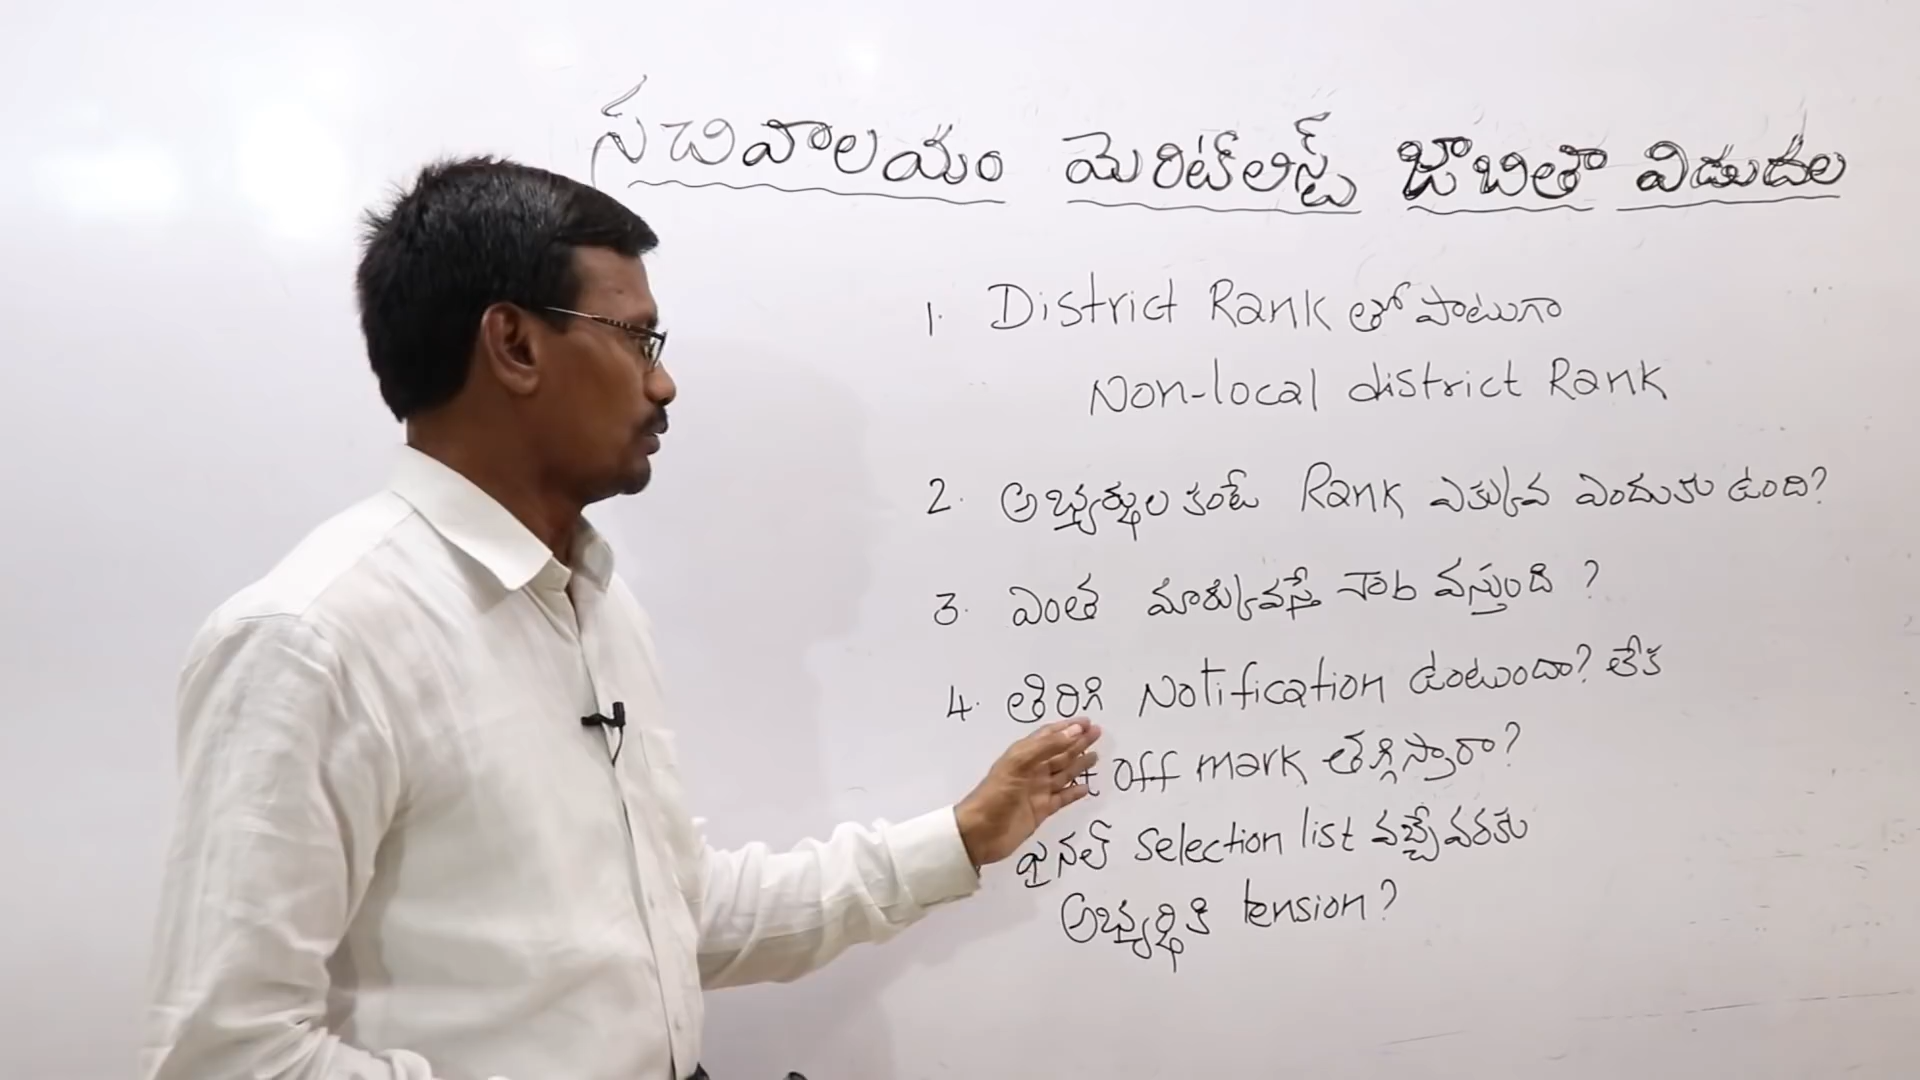 సచివాలయం మెరిట్‌లిస్ట్ జాబితా విడుదల
1. District Rank తో పాటుగా
Non-local district Rank
2. అభ్యర్థుల కంటే Rank ఎక్కువ ఎందుకు ఉంది?
3. ఎంత మార్కువస్తే Job వస్తుంది ?
4. తిరిగి Notification ఉంటుందా? లేక
off mark తగ్గిస్తారా?
ఫైనల్ selection list వచ్చేవరకు
అభ్యర్థికి tension?